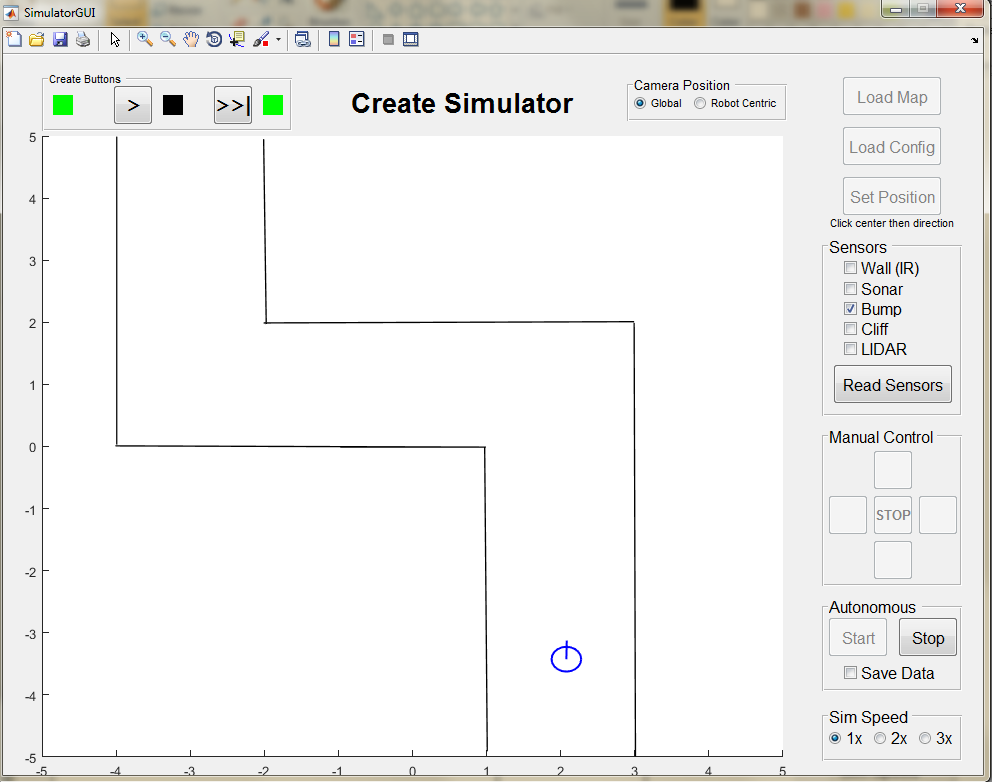 SimulatorGUI
Create Buttons
> >>|
Create Simulator
Camera Position
Global Robot Centric
Load Map
Load Config
Set Position
Click center then direction
Sensors
Wall (IR)
Sonar
Bump
Cliff
LIDAR
Read Sensors
Manual Control
STOP
Autonomous
Start Stop
Save Data
Sim Speed
1x 2x 3x
5
4
3
2
1
0
-1
-2
-3
-4
-5
-5 -4 -3 -2 -1 0 1 2 3 4 5